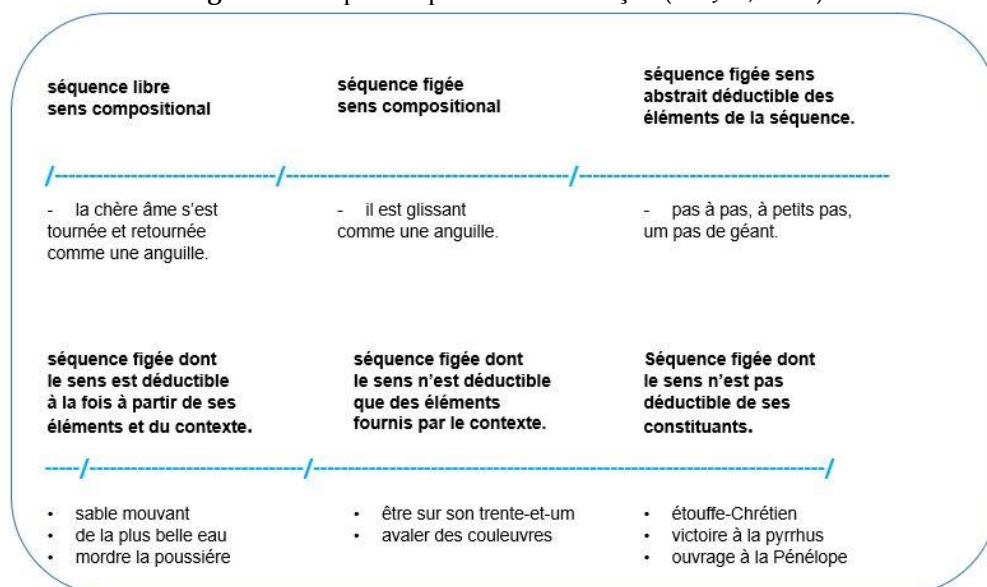 séquence libre
sens compositional
séquence figée
sens compositional
séquence figée sens
abstrait déductible des
éléments de la séquence.
/--------------------------------/-----------------------------------------/---------------------------------------------
- la chère âme s'est
tournée et retournée
comme une anguille.
- il est glissant
comme une anguille.
- pas à pas, à petits pas,
um pas de géant.
séquence figée dont
le sens est déductible
à la fois à partir de ses
éléments et du contexte.
séquence figée dont
le sens n'est déductible
que des éléments
fournis par le contexte.
Séquence figée dont
le sens n'est pas
déductible de ses
constituants.
-----/-------------------------------/---------------------------------------------------------------------------/
• sable mouvant
• de la plus belle eau
• mordre la poussiére
• être sur son trente-et-um
• avaler des couleuvres
• étouffe-Chrétien
• victoire à la pyrrhus
• ouvrage à la Pénélope